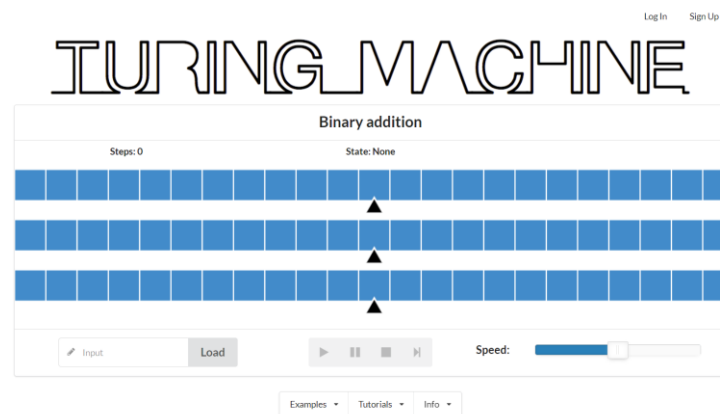 Log In Sign Up
TURING MACHINE
Binary addition
Steps: 0 State: None
Input Load Speed:
Examples Tutorials Info